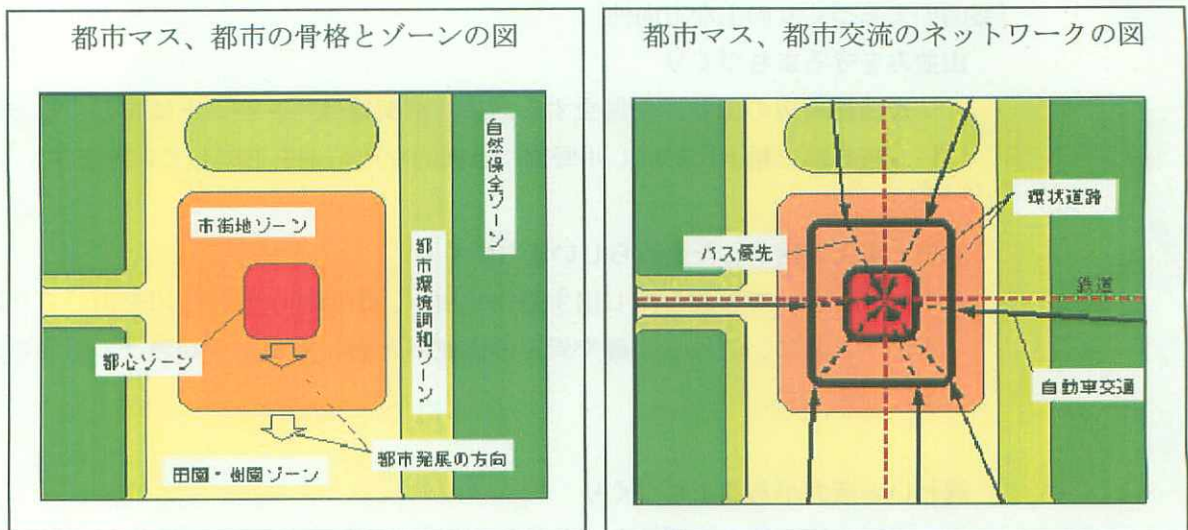 都市マス、都市の骨格とゾーンの図
自然保全ゾーン
市街地ゾーン
都市環境調和ゾーン
都心ゾーン
都市発展の方向
田園・樹園ゾーン
都市マス、都市交流のネットワークの図
環状道路
バス優先
鉄道
自動車交通